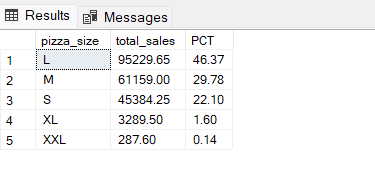 Results Messages
pizza_size total_sales PCT
1 L 95229.65 46.37
2 M 61159.00 29.78
3 S 45384.25 22.10
4 XL 3289.50 1.60
5 XXL 287.60 0.14